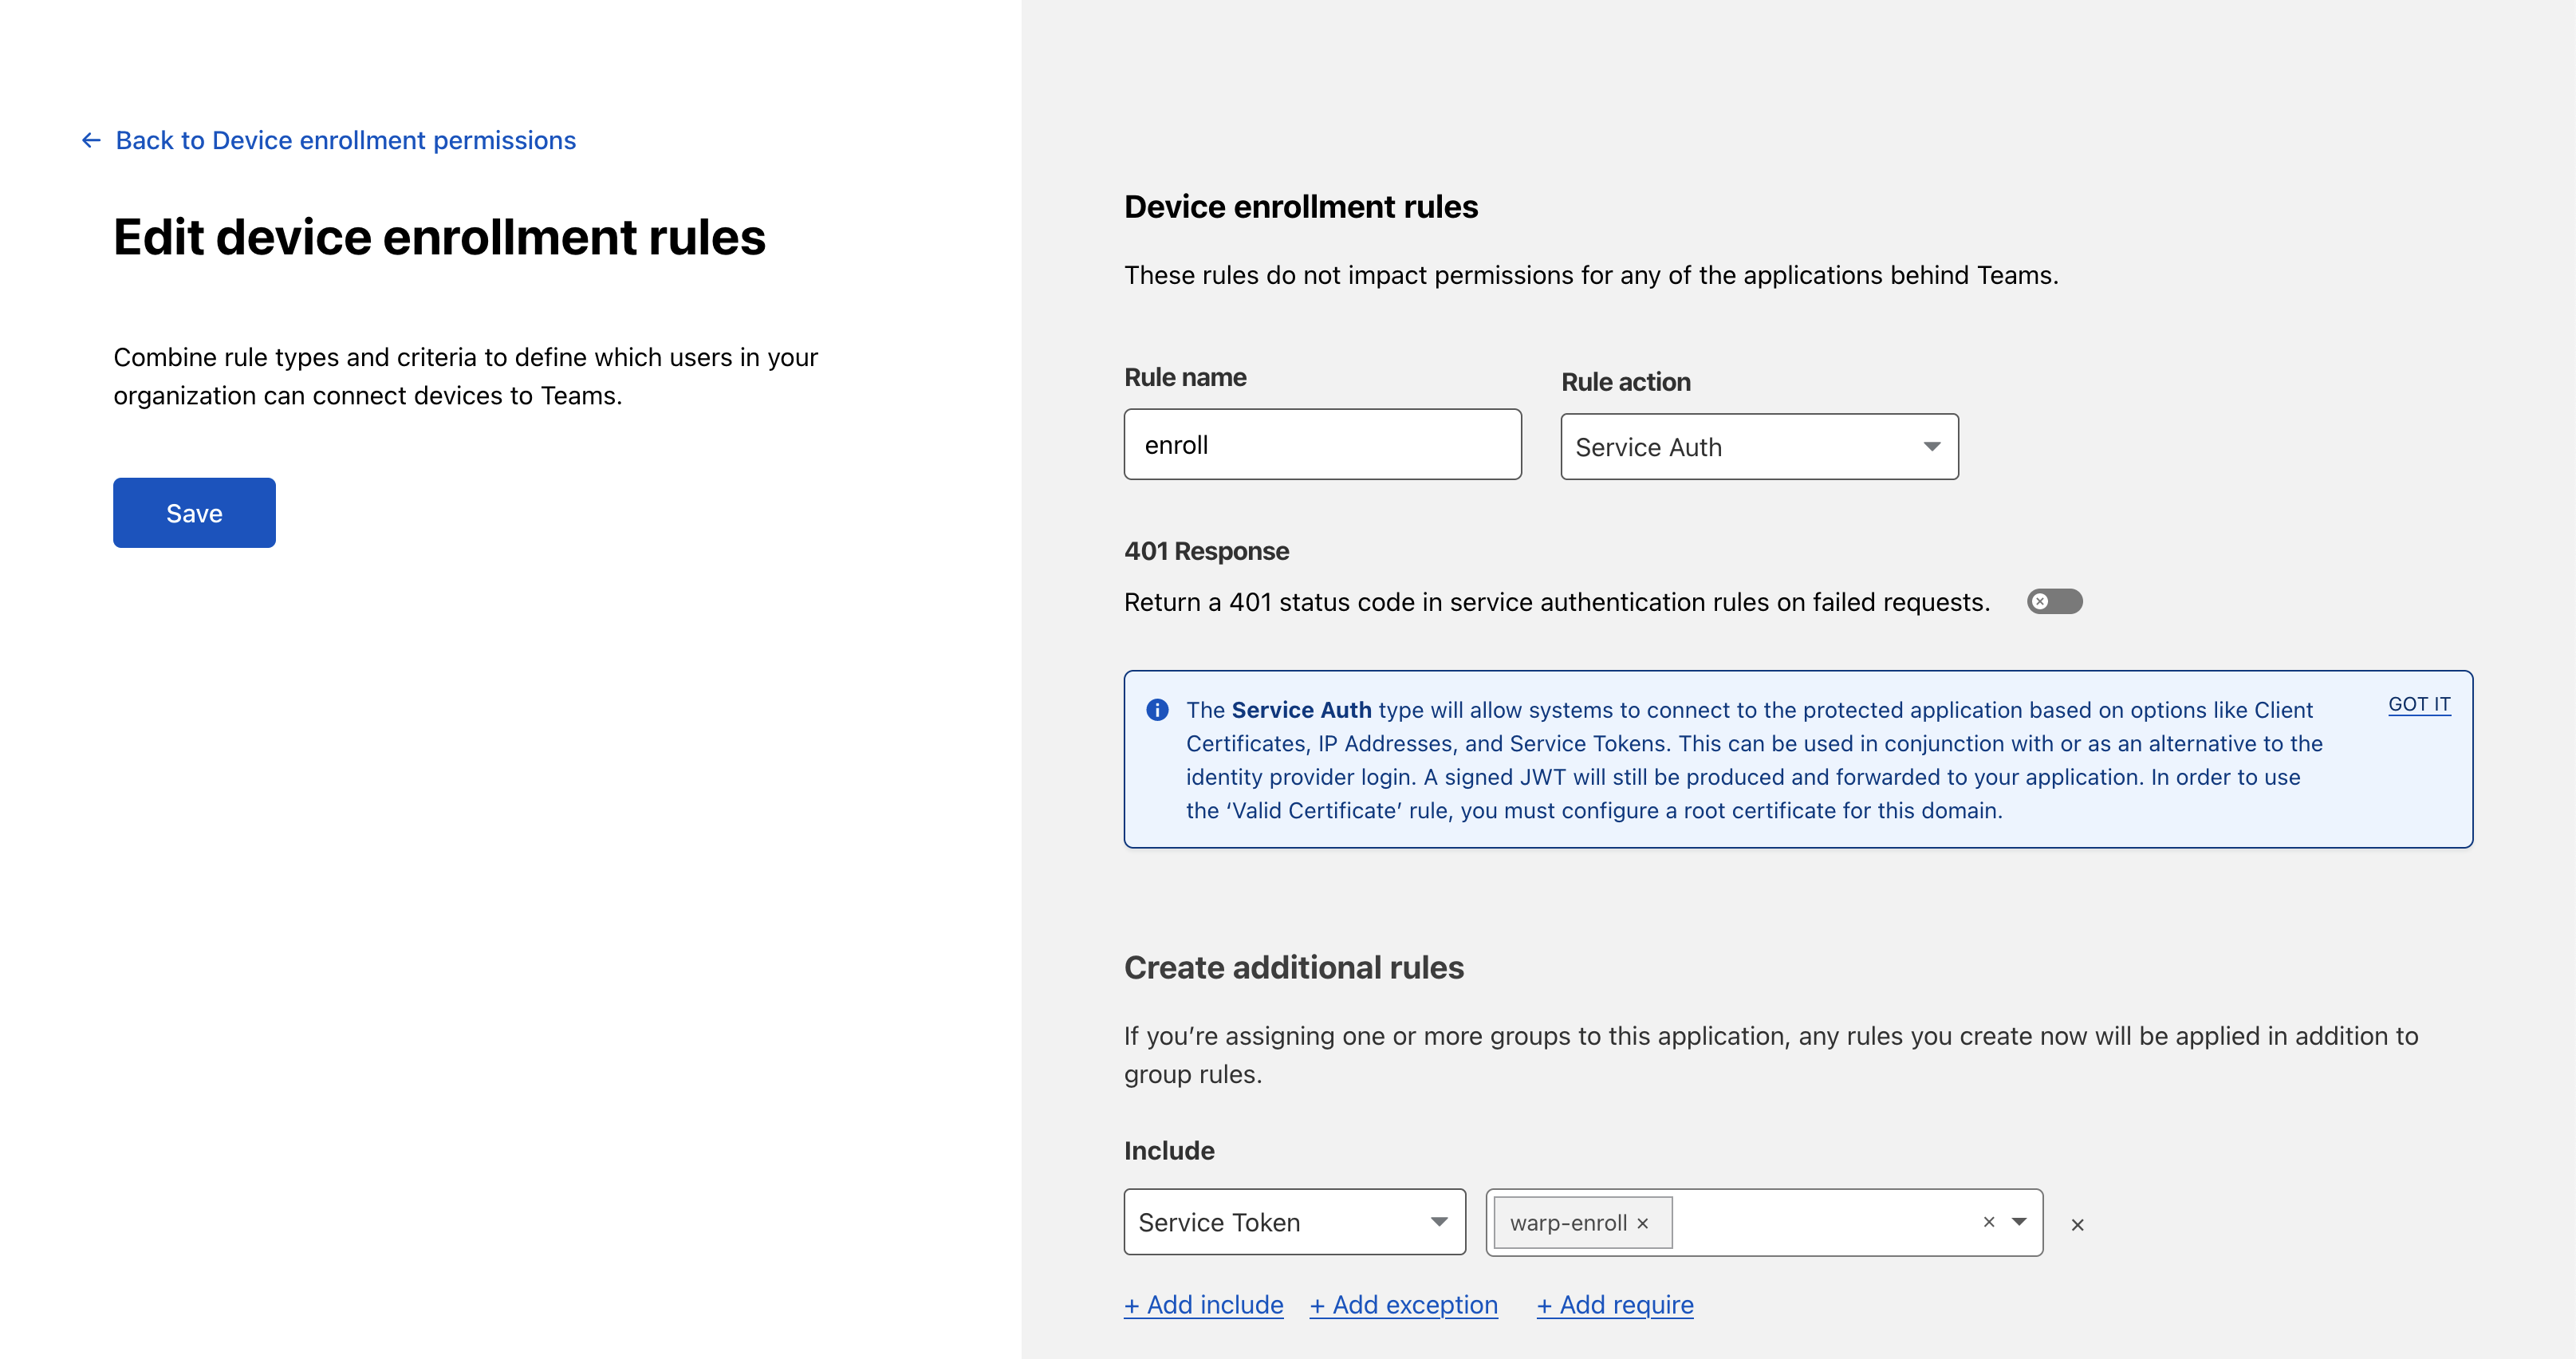 ← Back to Device enrollment permissions
Edit device enrollment rules
Combine rule types and criteria to define which users in your
organization can connect devices to Teams.
Save
Device enrollment rules
These rules do not impact permissions for any of the applications behind Teams.
Rule name
Rule action
enroll
Service Auth
401 Response
Return a 401 status code in service authentication rules on failed requests.
The Service Auth type will allow systems to connect to the protected application based on options like Client
GOT IT
Certificates, IP Addresses, and Service Tokens. This can be used in conjunction with or as an alternative to the
identity provider login. A signed JWT will still be produced and forwarded to your application. In order to use
the ‘Valid Certificate’ rule, you must configure a root certificate for this domain.
Create additional rules
If you’re assigning one or more groups to this application, any rules you create now will be applied in addition to
group rules.
Include
Service Token
warp-enroll ×
+ Add include
+ Add exception
+ Add require